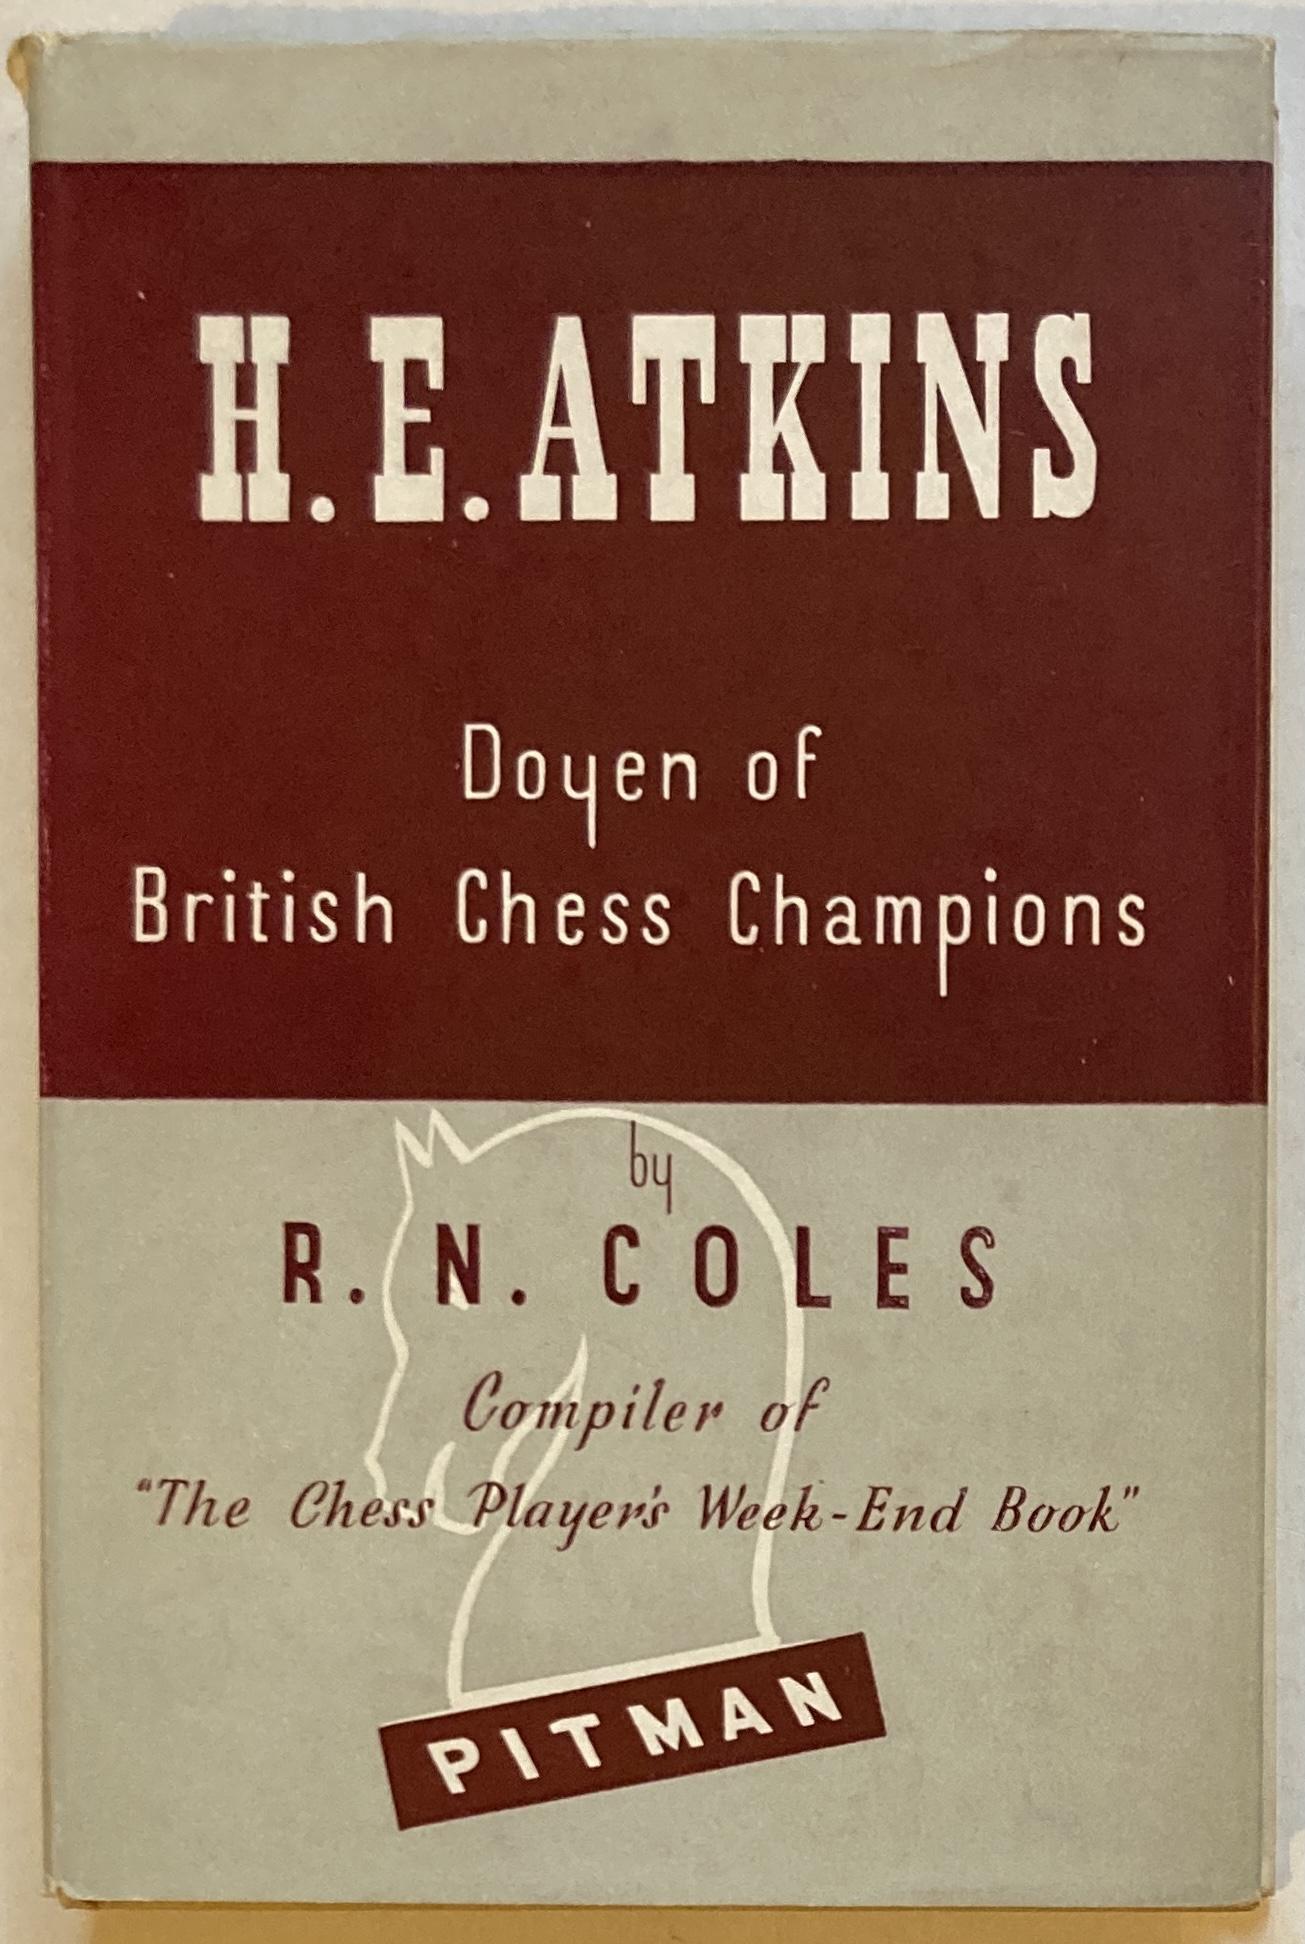 H. E. ATKINS
Doyen of
British Chess Champions
by
R. N. COLES
Compiler of
"The Chess Player's Week-End Book"
PITMAN